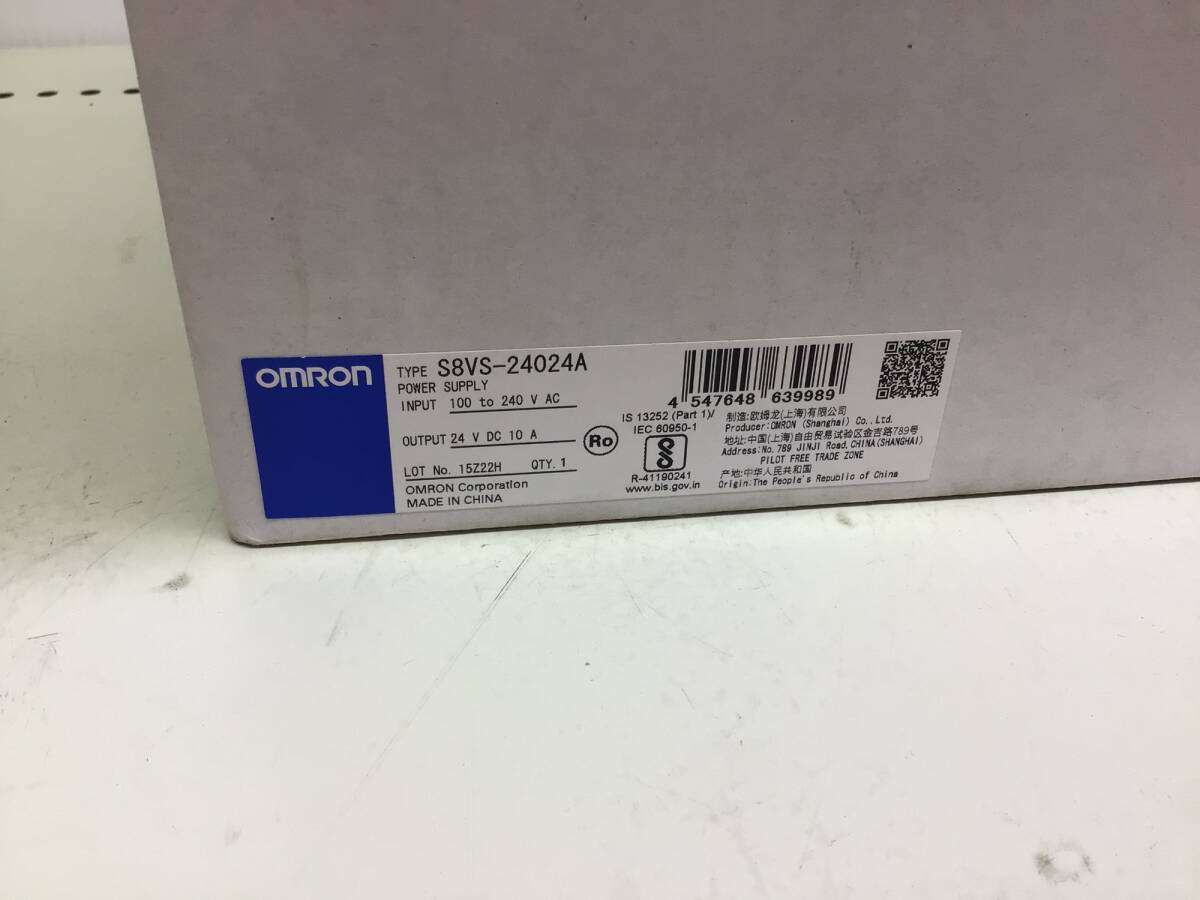 OMRON
TYPE S8VS-24024A
POWER SUPPLY
INPUT 100 to 240 V AC
OUTPUT 24 V DC 10 A
LOT No. 15Z22H QTY. 1
OMRON Corporation
MADE IN CHINA
Ro
IS 13252 (Part 1)/
IEC 60950-1
R-41190241
www.bis.gov.in
4 547648 639989
制造:欧姆龙(上海)有限公司
Producer:OMRON (Shanghai) Co.,Ltd.
地址:中国(上海)自由贸易试验区金吉路789号
Address:No. 789 JINJI Road,CHINA(SHANGHAI)
PILOT FREE TRADE ZONE
产地:中华人民共和国
Origin:The People's Republic of China